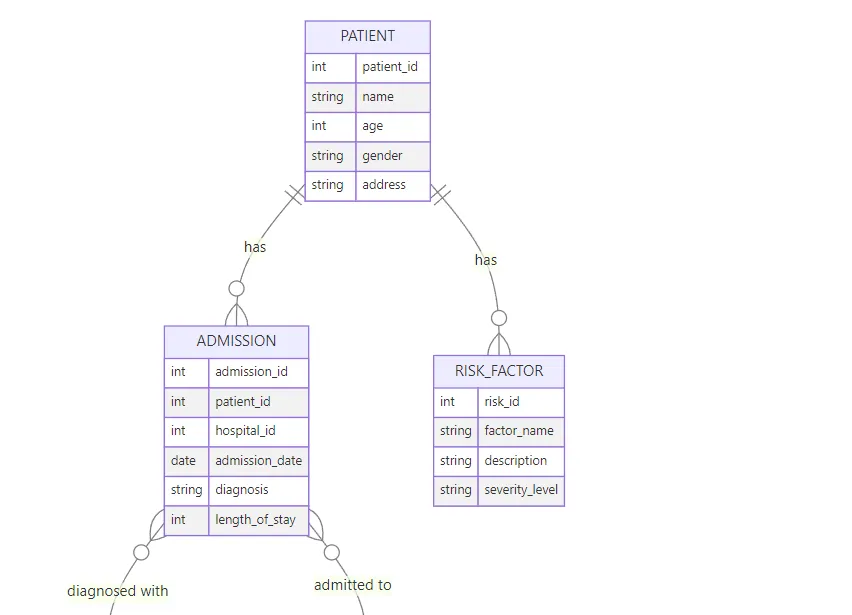 PATIENT
int patient_id
string name
int age
string gender
string address
has
has
ADMISSION
int admission_id
int patient_id
int hospital_id
date admission_date
string diagnosis
int length_of_stay
RISK_FACTOR
int risk_id
string factor_name
string description
string severity_level
diagnosed with
admitted to